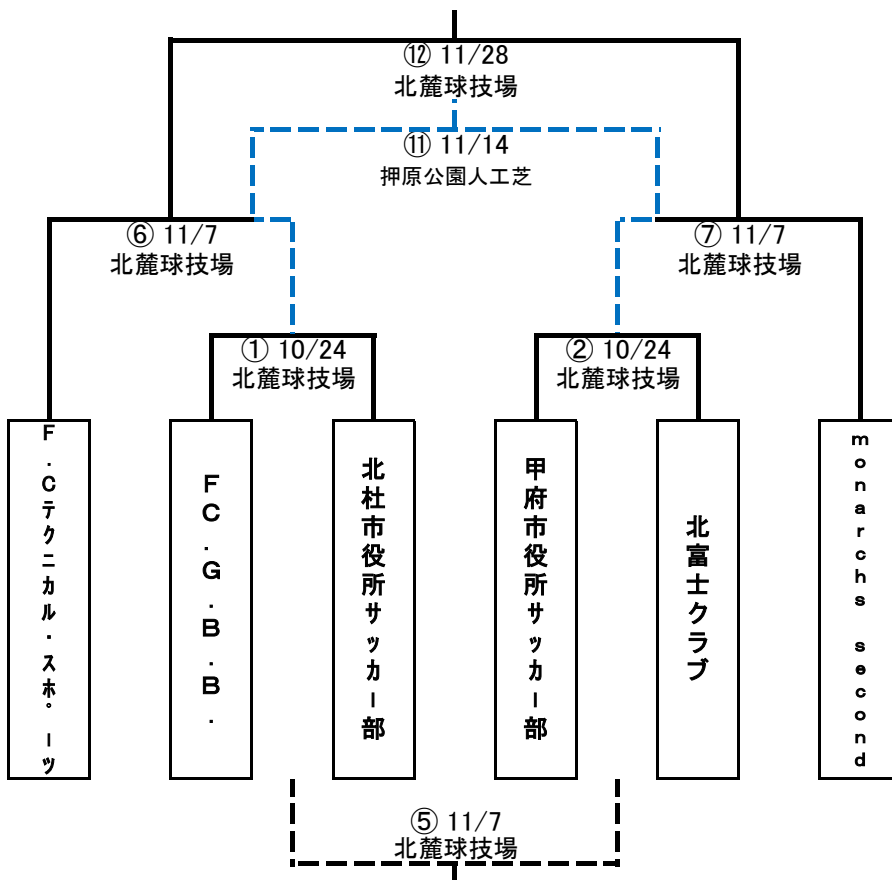 ⑫ 11/28
北麓球技場
⑪ 11/14
押原公園人工芝
⑥ 11/7
北麓球技場
⑦ 11/7
北麓球技場
① 10/24
北麓球技場
② 10/24
北麓球技場
F.Cテクニカル・スポーツ
FC.G.B.B.
北杜市役所サッカー部
甲府市役所サッカー部
北富士クラブ
monarchs second
⑤ 11/7
北麓球技場